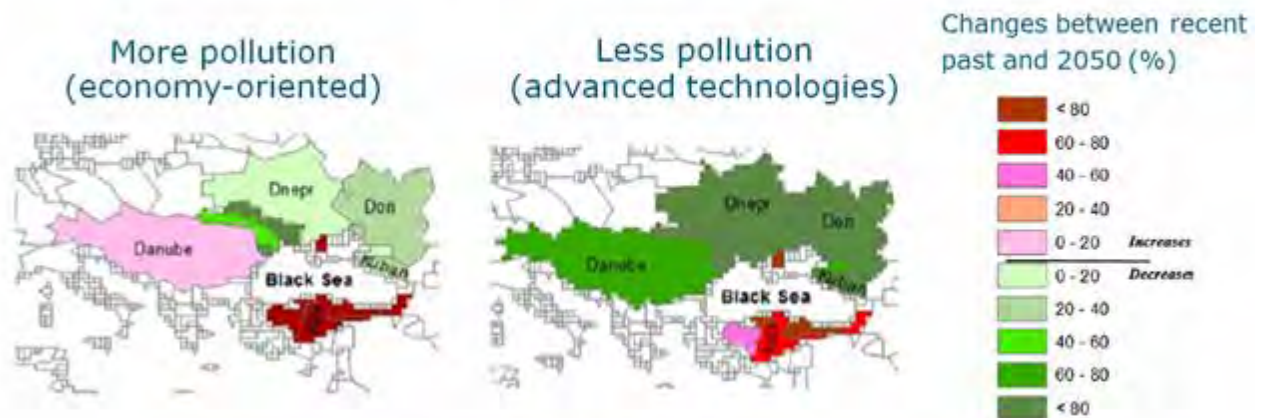 More pollution
(economy-oriented)
Dnepr
Don
Danube
Kuban
Black Sea
Less pollution
(advanced technologies)
Dnepr
Don
Danube
Kuban
Black Sea
Changes between recent
past and 2050 (%)
< 80
60 - 80
40 - 60
20 - 40
0 - 20 Increases
0 - 20 Decreases
20 - 40
40 - 60
60 - 80
< 80